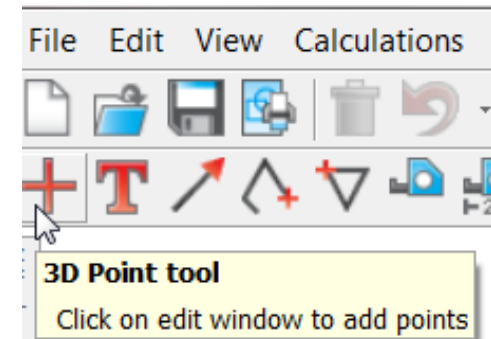 File Edit View Calculations
T
3D Point tool
Click on edit window to add points